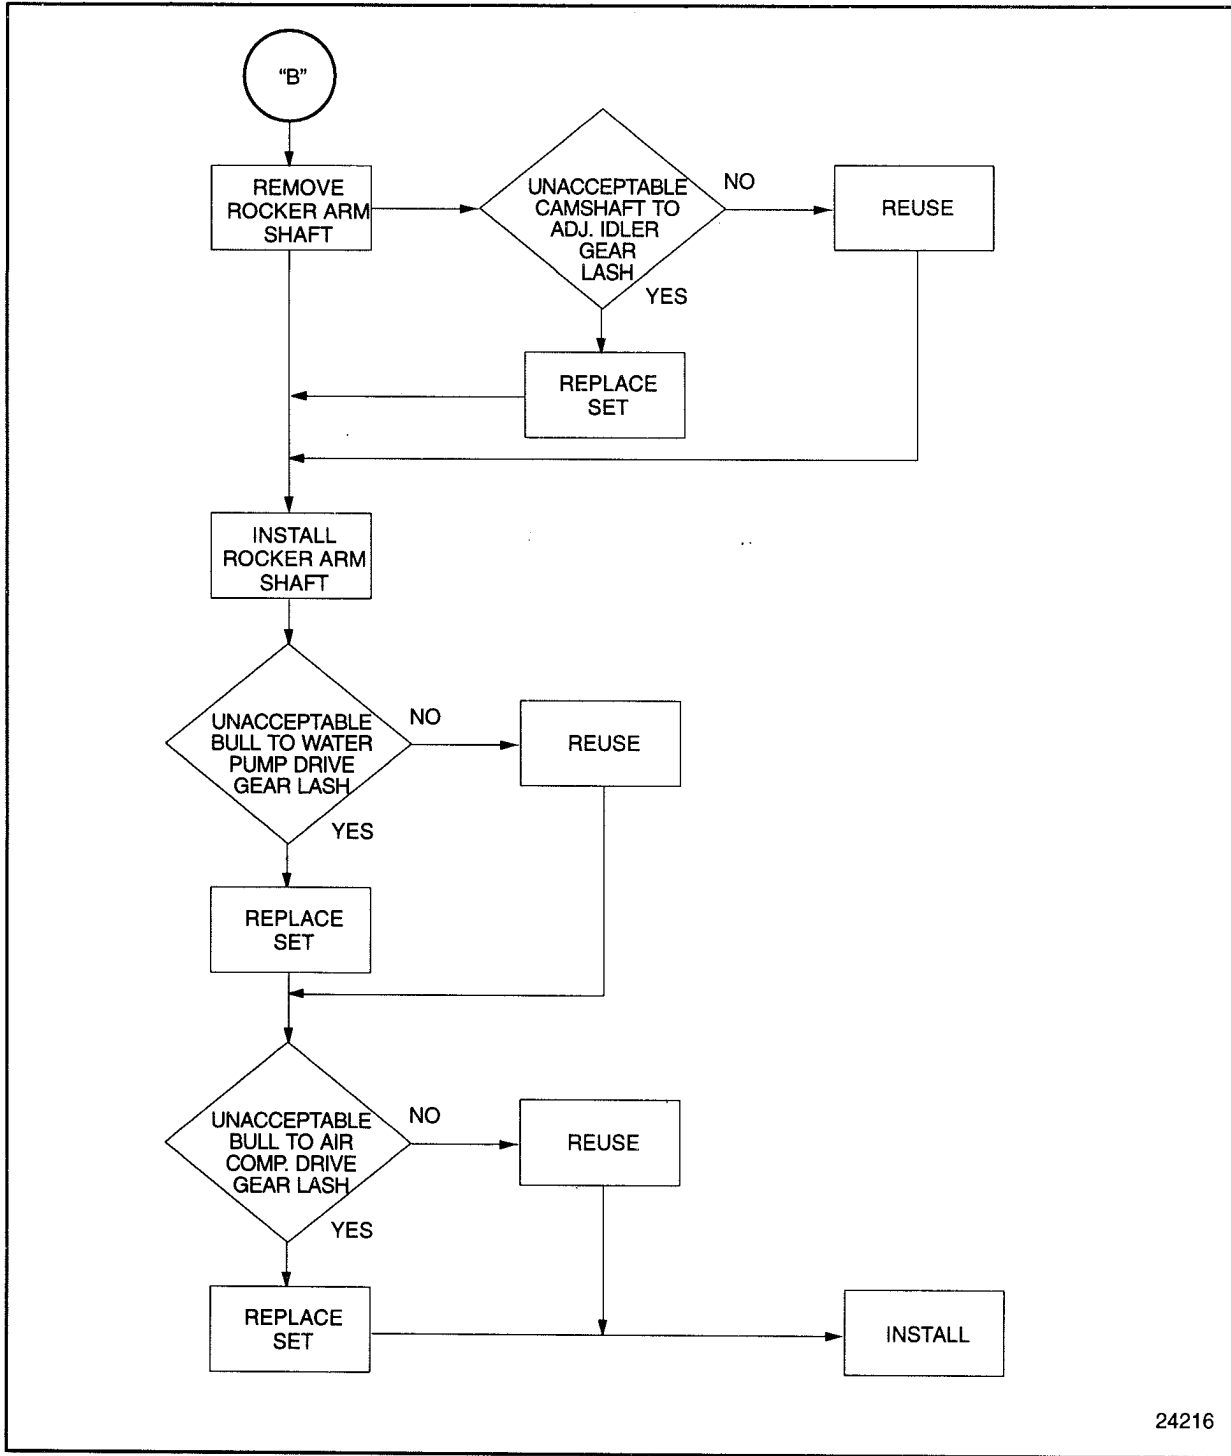 “B”
REMOVE
ROCKER ARM
SHAFT
UNACCEPTABLE
CAMSHAFT TO
ADJ. IDLER
GEAR
LASH
NO
REUSE
YES
REPLACE
SET
INSTALL
ROCKER ARM
SHAFT
UNACCEPTABLE
BULL TO WATER
PUMP DRIVE
GEAR LASH
NO
REUSE
YES
REPLACE
SET
UNACCEPTABLE
BULL TO AIR
COMP. DRIVE
GEAR LASH
NO
REUSE
YES
REPLACE
SET
INSTALL
24216